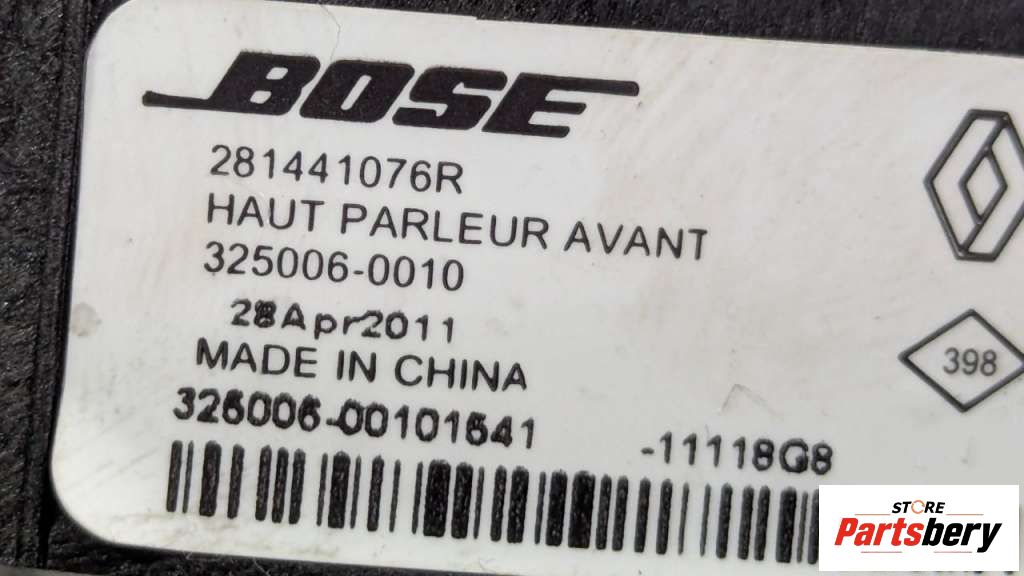 BOSE
281441076R
HAUT PARLEUR AVANT
325006-0010
28Apr2011
398
MADE IN CHINA
325006-00101541 -11118G8
STORE
Partsbery